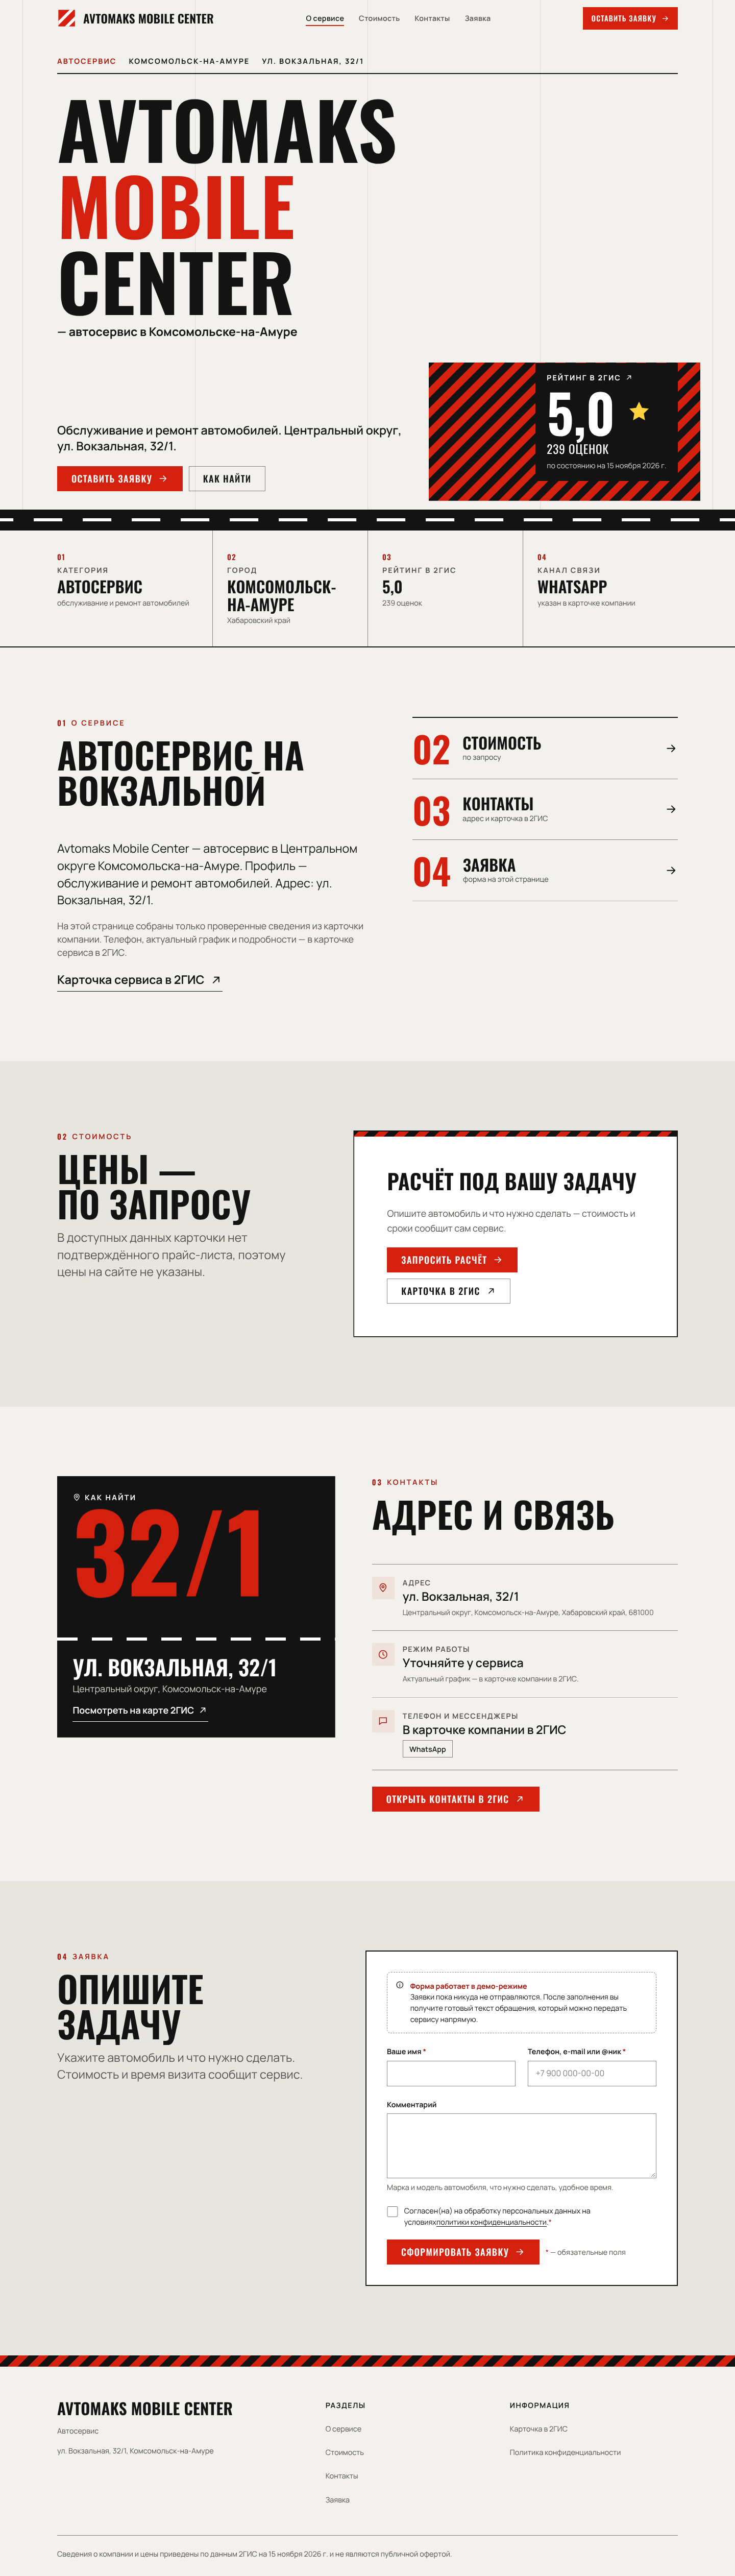 AVTOMAKS MOBILE CENTER
О сервисе
Стоимость
Контакты
Заявка
ОСТАВИТЬ ЗАЯВКУ →
АВТОСЕРВИС КОМСОМОЛЬСК-НА-АМУРЕ УЛ. ВОКЗАЛЬНАЯ, 32/1
AVTOMAKS
MOBILE
CENTER
— автосервис в Комсомольске-на-Амуре
Обслуживание и ремонт автомобилей. Центральный округ,
ул. Вокзальная, 32/1.
ОСТАВИТЬ ЗАЯВКУ →
КАК НАЙТИ
РЕЙТИНГ В 2ГИС ↗
5,0
239 ОЦЕНОК
по состоянию на 15 ноября 2026 г.
01
КАТЕГОРИЯ
АВТОСЕРВИС
обслуживание и ремонт автомобилей
02
ГОРОД
КОМСОМОЛЬСК-
НА-АМУРЕ
Хабаровский край
03
РЕЙТИНГ В 2ГИС
5,0
239 оценок
04
КАНАЛ СВЯЗИ
WHATSAPP
указан в карточке компании
01 О СЕРВИСЕ
АВТОСЕРВИС НА
ВОКЗАЛЬНОЙ
Avtomaks Mobile Center — автосервис в Центральном
округе Комсомольска-на-Амуре. Профиль —
обслуживание и ремонт автомобилей. Адрес: ул.
Вокзальная, 32/1.
На этой странице собраны только проверенные сведения из карточки
компании. Телефон, актуальный график и подробности — в карточке
сервиса в 2ГИС.
Карточка сервиса в 2ГИС ↗
02 СТОИМОСТЬ
по запросу
03 КОНТАКТЫ
адрес и карточка в 2ГИС
04 ЗАЯВКА
форма на этой странице
02 СТОИМОСТЬ
ЦЕНЫ —
ПО ЗАПРОСУ
В доступных данных карточки нет
подтверждённого прайс-листа, поэтому
цены на сайте не указаны.
РАСЧЁТ ПОД ВАШУ ЗАДАЧУ
Опишите автомобиль и что нужно сделать — стоимость и
сроки сообщит сам сервис.
ЗАПРОСИТЬ РАСЧЁТ →
КАРТОЧКА В 2ГИС ↗
КАК НАЙТИ
32/1
УЛ. ВОКЗАЛЬНАЯ, 32/1
Центральный округ, Комсомольск-на-Амуре
Посмотреть на карте 2ГИС ↗
03 КОНТАКТЫ
АДРЕС И СВЯЗЬ
АДРЕС
ул. Вокзальная, 32/1
Центральный округ, Комсомольск-на-Амуре, Хабаровский край, 681000
РЕЖИМ РАБОТЫ
Уточняйте у сервиса
Актуальный график — в карточке компании в 2ГИС.
ТЕЛЕФОН И МЕССЕНДЖЕРЫ
В карточке компании в 2ГИС
WhatsApp
ОТКРЫТЬ КОНТАКТЫ В 2ГИС ↗
04 ЗАЯВКА
ОПИШИТЕ
ЗАДАЧУ
Укажите автомобиль и что нужно сделать.
Стоимость и время визита сообщит сервис.
Форма работает в демо-режиме
Заявки пока никуда не отправляются. После заполнения вы
получите готовый текст обращения, который можно передать
сервису напрямую.
Ваше имя *
Телефон, e-mail или @ник *
+7 900 000-00-00
Комментарий
Марка и модель автомобиля, что нужно сделать, удобное время.
Согласен(на) на обработку персональных данных на
условияхполитики конфиденциальности.*
СФОРМИРОВАТЬ ЗАЯВКУ →
* — обязательные поля
AVTOMAKS MOBILE CENTER
Автосервис
ул. Вокзальная, 32/1, Комсомольск-на-Амуре
РАЗДЕЛЫ
О сервисе
Стоимость
Контакты
Заявка
ИНФОРМАЦИЯ
Карточка в 2ГИС
Политика конфиденциальности
Сведения о компании и цены приведены по данным 2ГИС на 15 ноября 2026 г. и не являются публичной офертой.